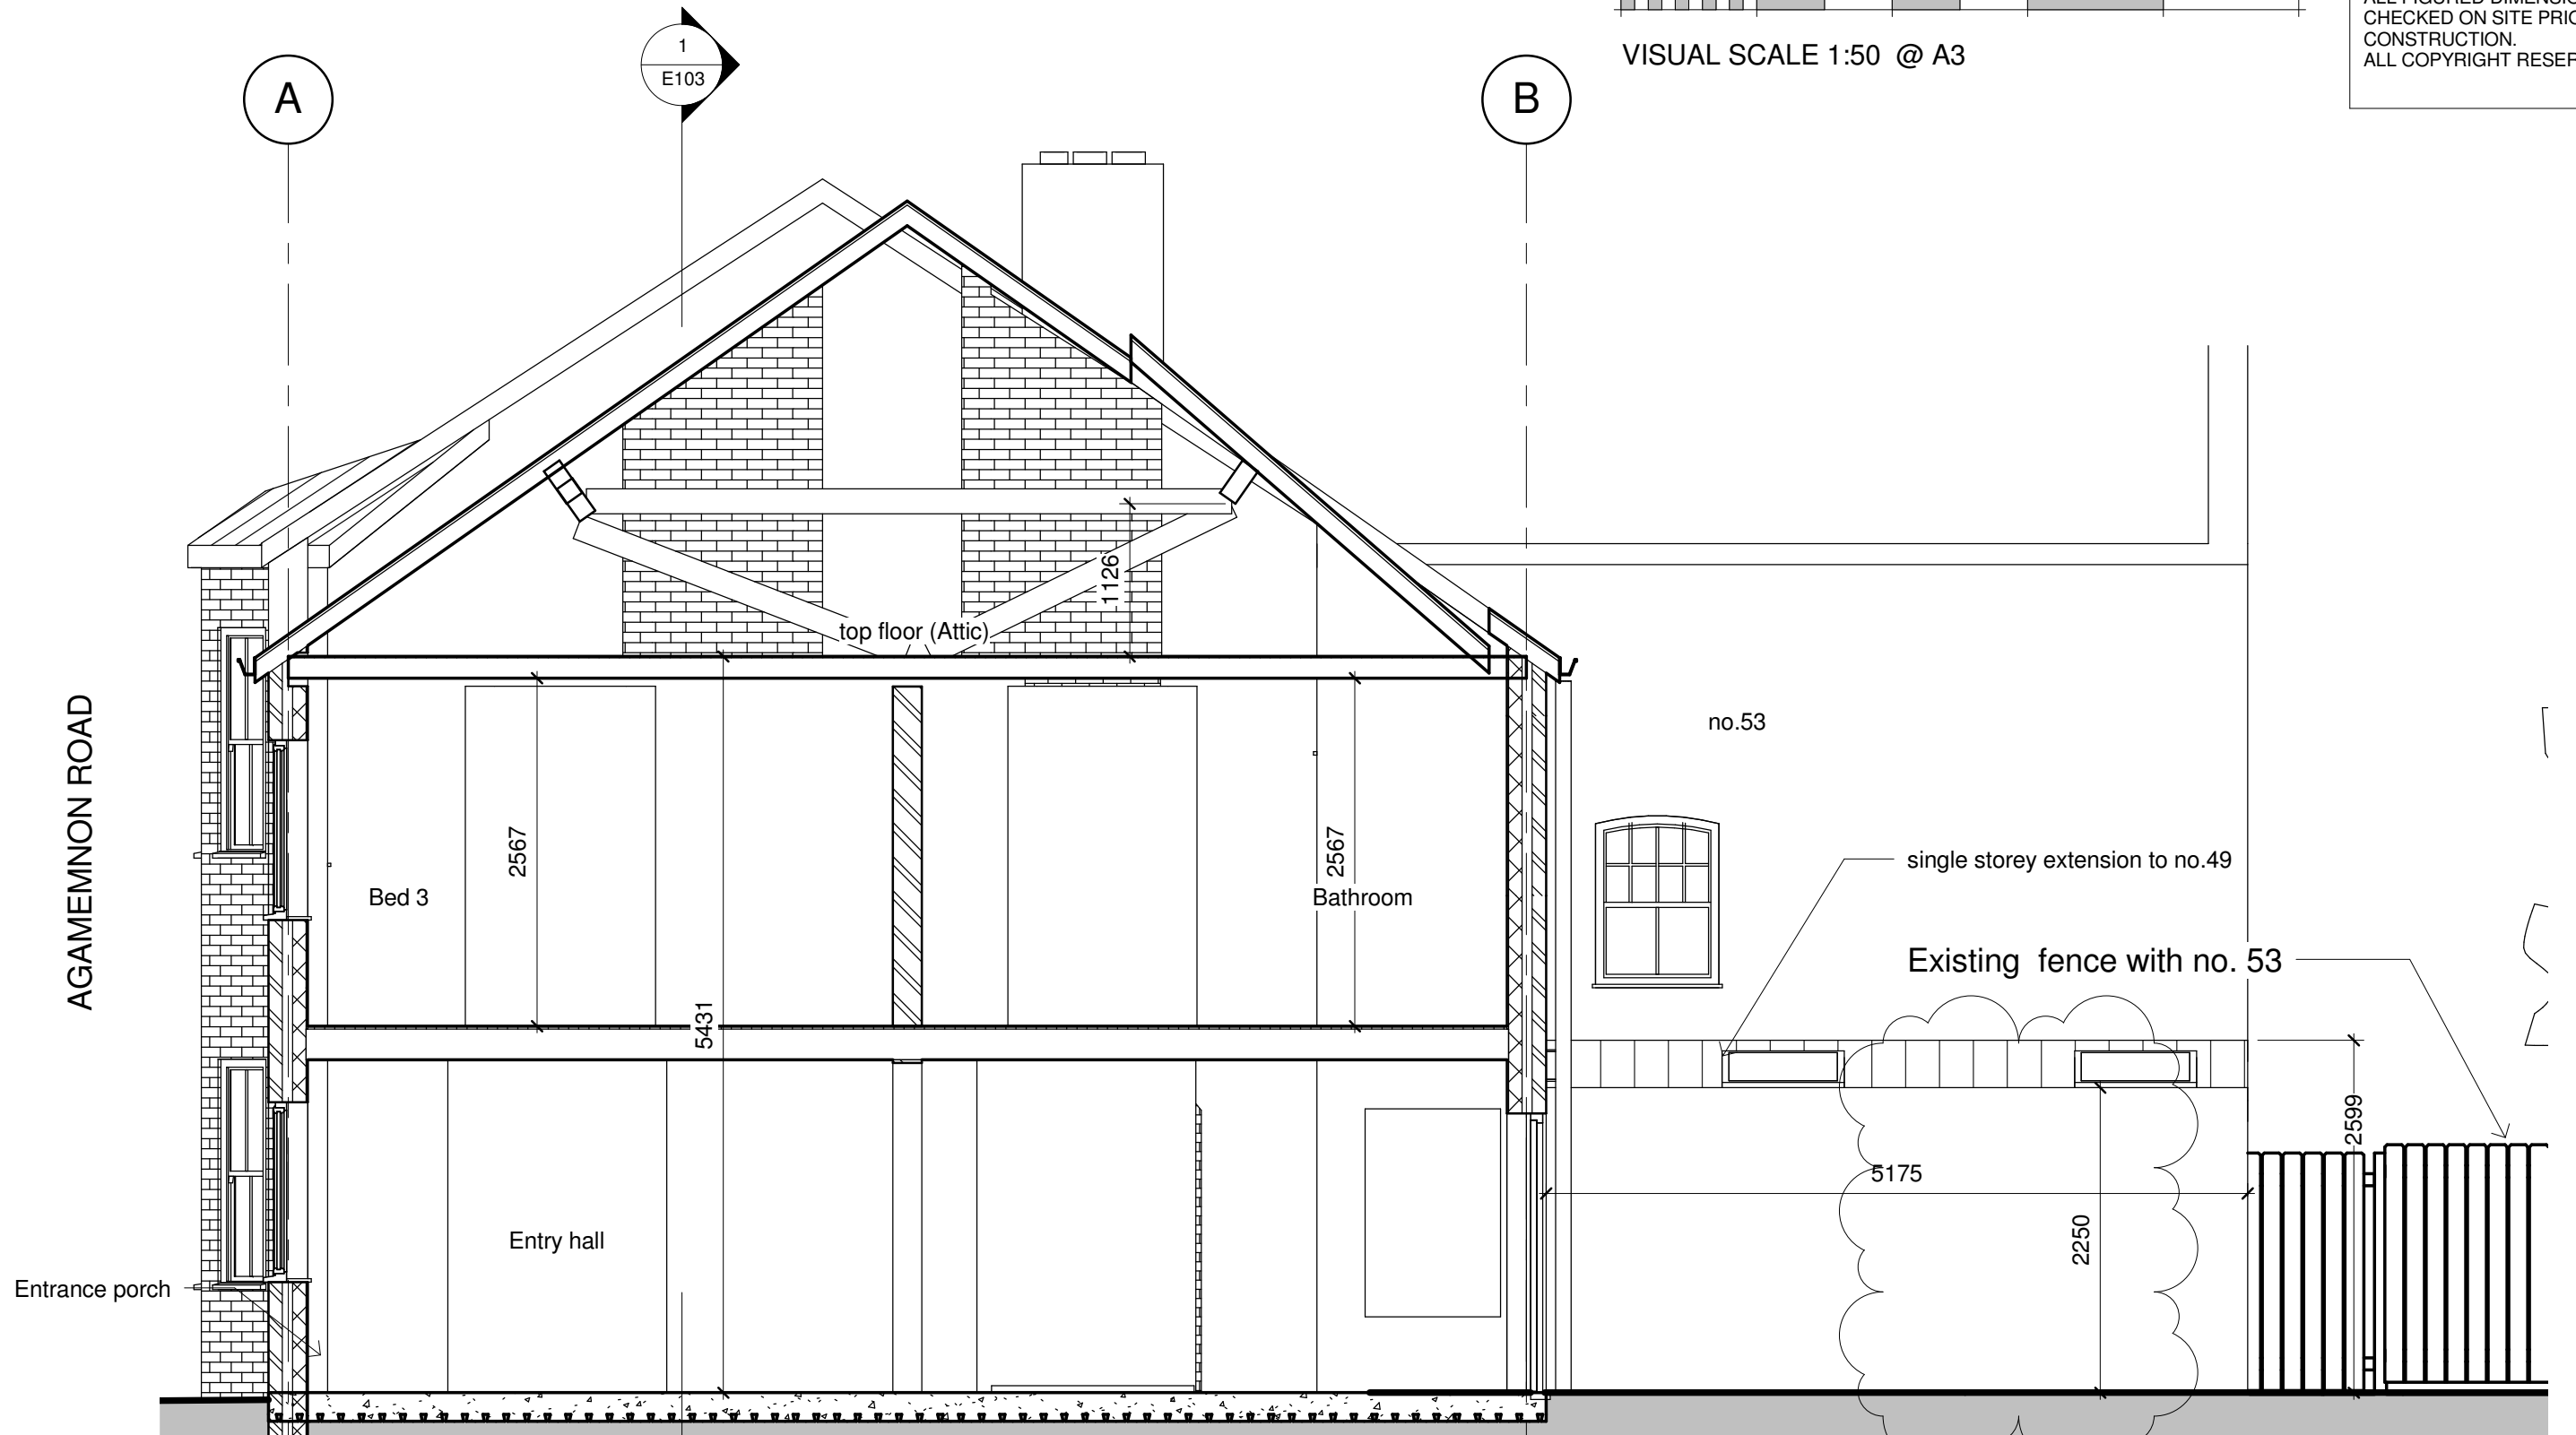 1
E103
A
B
VISUAL SCALE 1:50 @ A3
CHECKED ON SITE
CONSTRUCTION.
ALL COPYRIGHT
AGAMEMNON ROAD
top floor (Attic)
1126
no.53
2567
2567
Bed 3
Bathroom
single storey extension to no.49
Existing fence with no. 53
5431
2599
5175
2250
Entry hall
Entrance porch